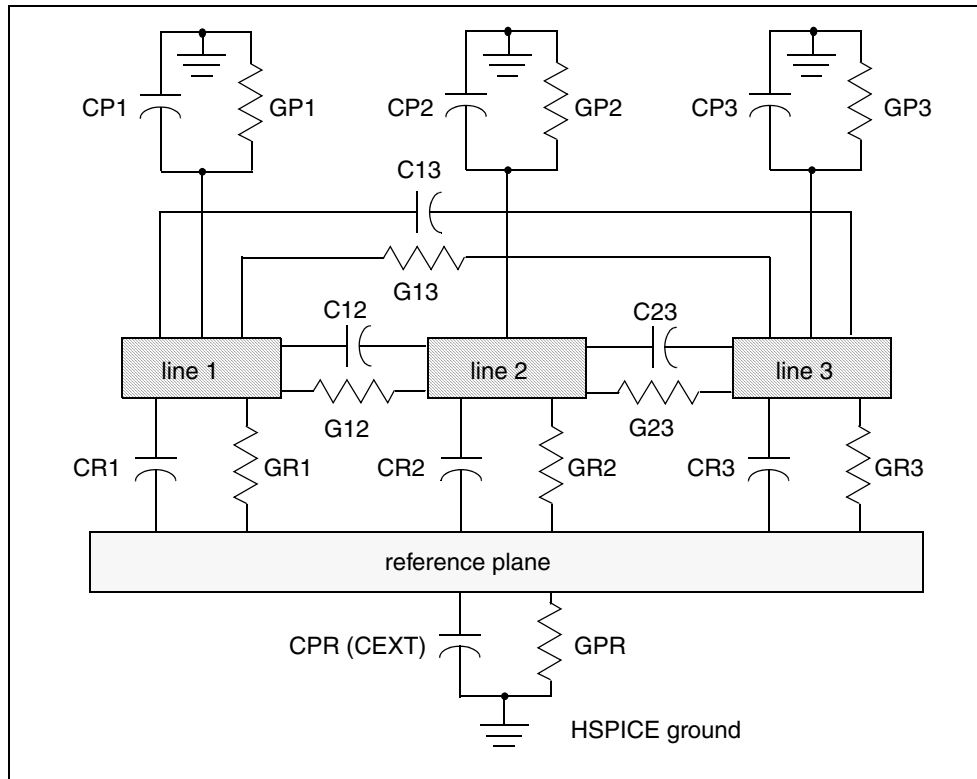 CP1
GP1
CP2
GP2
CP3
GP3
C13
G13
C12
C23
line 1
line 2
line 3
G12
G23
CR1
GR1
CR2
GR2
CR3
GR3
reference plane
CPR (CEXT)
GPR
HSPICE ground